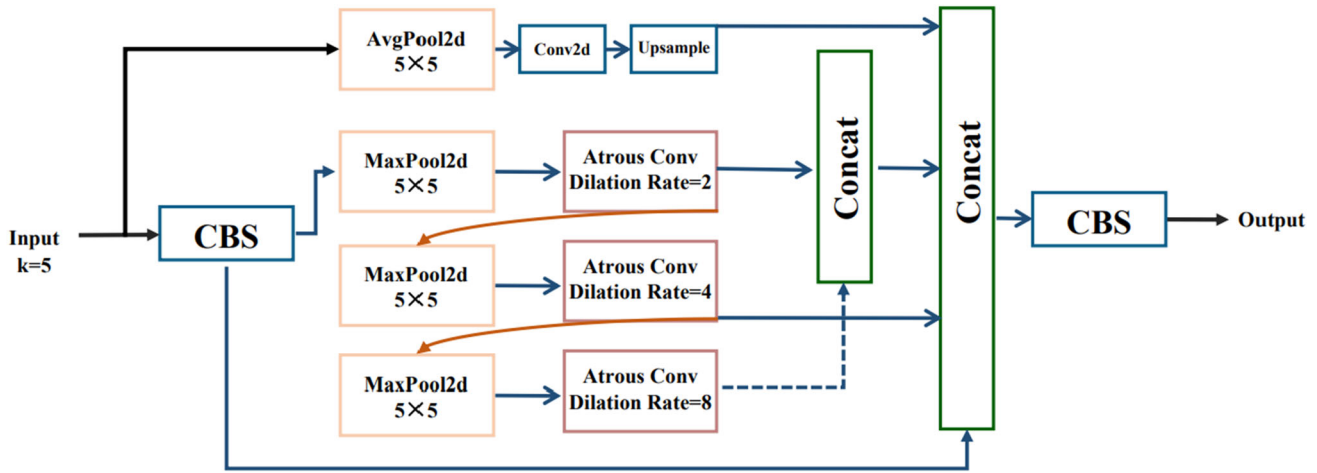 AvgPool2d
5×5
Conv2d
Upsample
MaxPool2d
5×5
Atrous Conv
Dilation Rate=2
Concat
Concat
Input
k=5
CBS
CBS
Output
MaxPool2d
5×5
Atrous Conv
Dilation Rate=4
MaxPool2d
5×5
Atrous Conv
Dilation Rate=8